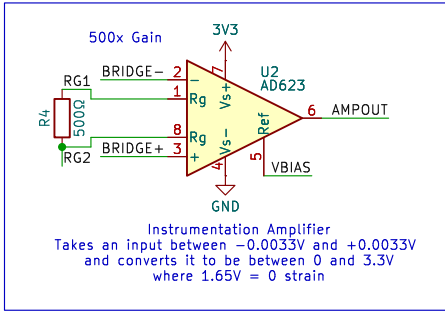 500x Gain
3V3
BRIDGE-
2
-
7
U2
AD623
RG1
1
Rg
Vs+
R4
500Ω
6
AMPOUT
8
Rg
Ref
RG2
BRIDGE+
3
+
Vs-
4
5
VBIAS
GND
Instrumentation Amplifier
Takes an input between -0.0033V and +0.0033V
and converts it to be between 0 and 3.3V
where 1.65V = 0 strain